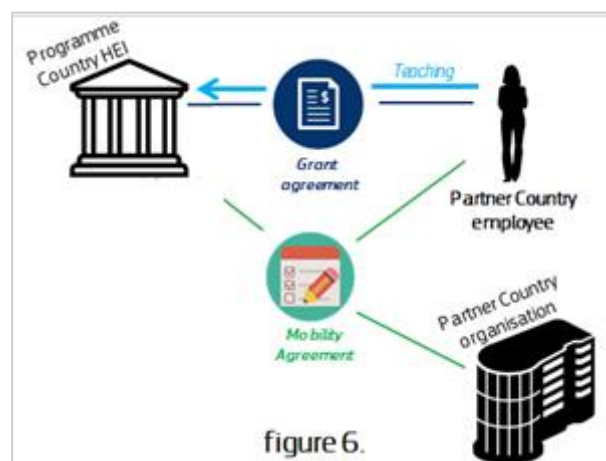 Programme
Country HEI
Teaching
Grant
agreement
Partner Country
employee
Mobility
Agreement
Partner Country
organisation
figure 6.